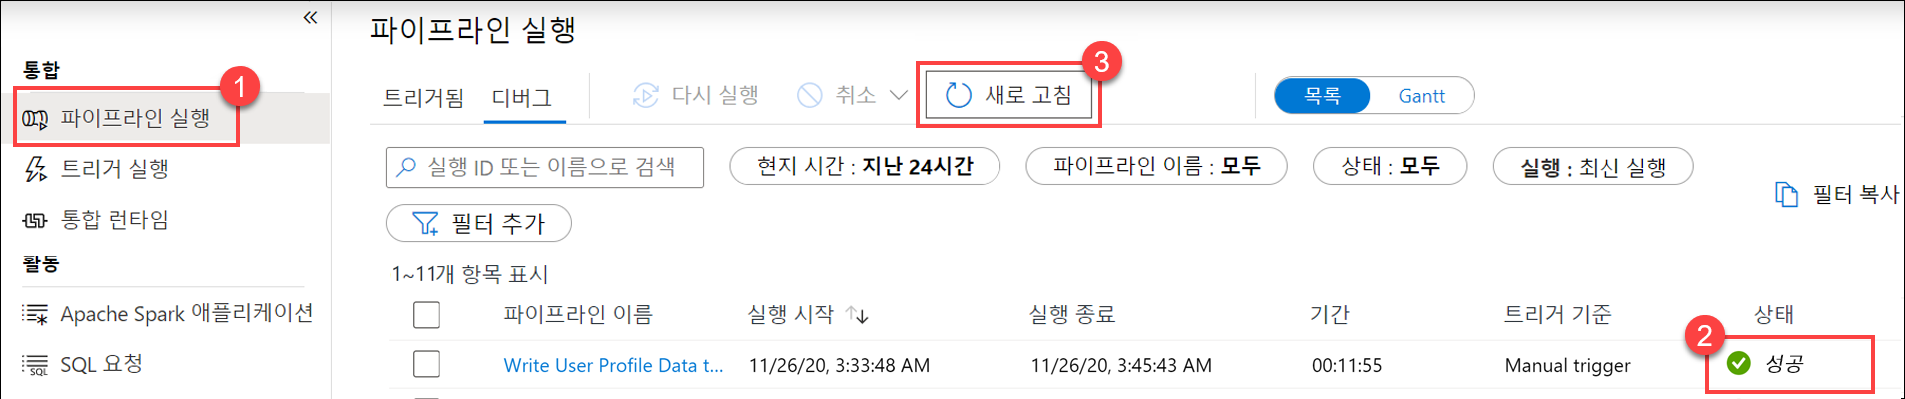 «
통합
1
파이프라인 실행
트리거 실행
통합 런타임
활동
Apache Spark 애플리케이션
SQL 요청
파이프라인 실행
트리거됨 디버그 다시 실행 취소 새로 고침 목록 Gantt
3
실행 ID 또는 이름으로 검색 현지 시간 : 지난 24시간 파이프라인 이름 : 모두 상태 : 모두 실행 : 최신 실행
필터 복사
필터 추가
1~11개 항목 표시
파이프라인 이름 실행 시작 ↑↓ 실행 종료 기간 트리거 기준 상태
2
Write User Profile Data t... 11/26/20, 3:33:48 AM 11/26/20, 3:45:43 AM 00:11:55 Manual trigger 성공